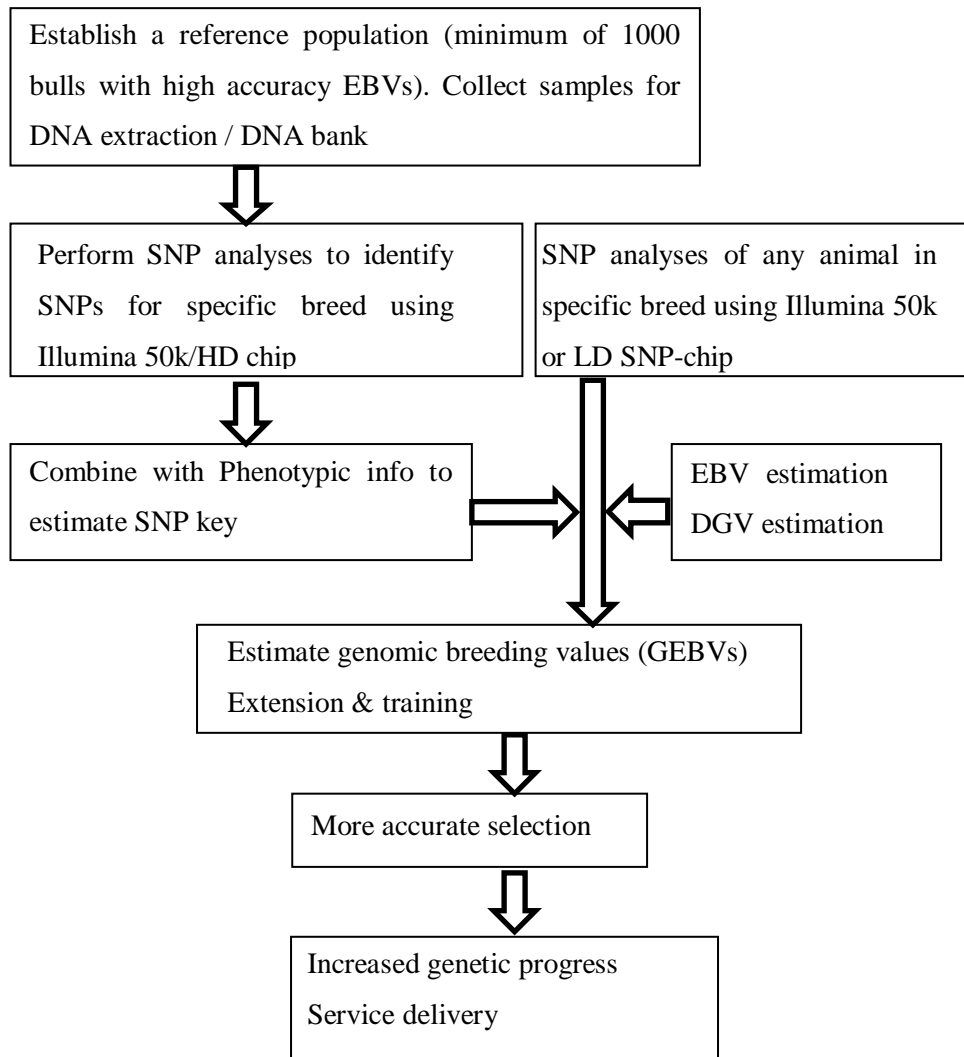 Establish a reference population (minimum of 1000
bulls with high accuracy EBVs). Collect samples for
DNA extraction / DNA bank
Perform SNP analyses to identify
SNPs for specific breed using
Illumina 50k/HD chip
SNP analyses of any animal in
specific breed using Illumina 50k
or LD SNP-chip
Combine with Phenotypic info to
estimate SNP key
EBV estimation
DGV estimation
Estimate genomic breeding values (GEBVs)
Extension & training
More accurate selection
Increased genetic progress
Service delivery